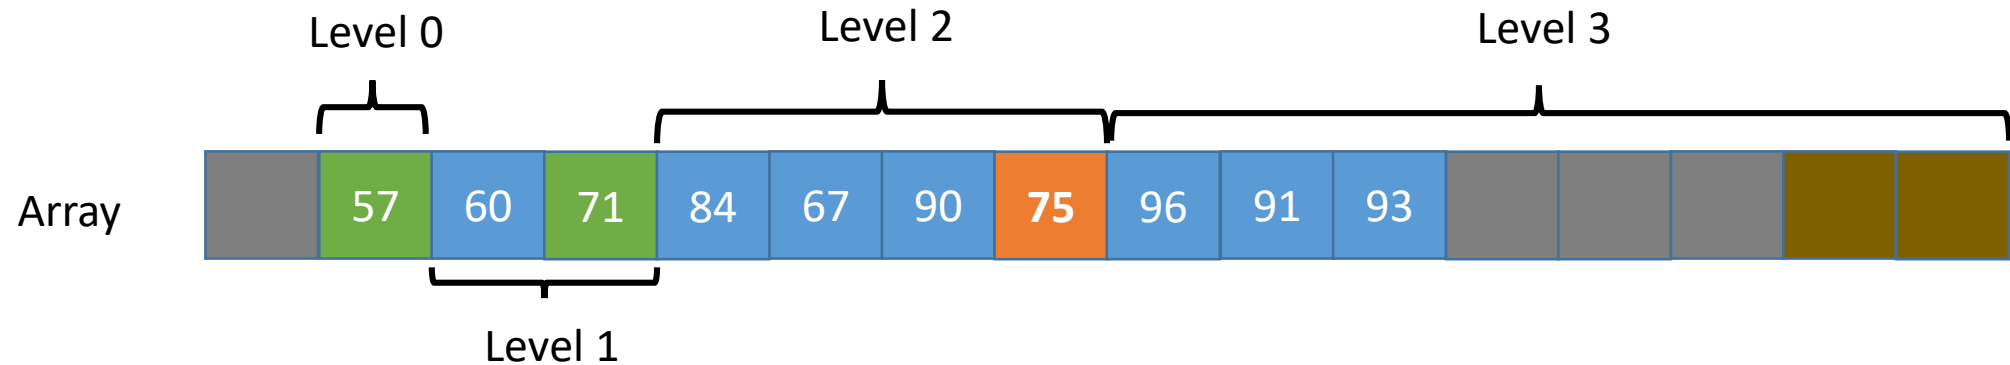 Level 0 Level 2 Level 3
Array 57 60 71 84 67 90 75 96 91 93
Level 1